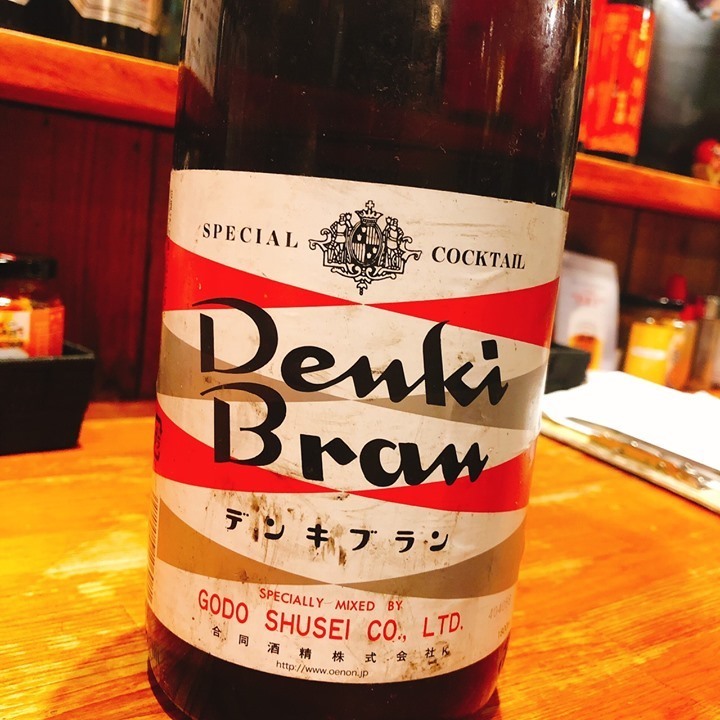 SPECIAL COCKTAIL
Denki
Bran
デンキブラン
SPECIALLY MIXED BY
GODO SHUSEI CO., LTD.
合同酒精株式会社K
http://www.oenon.jp